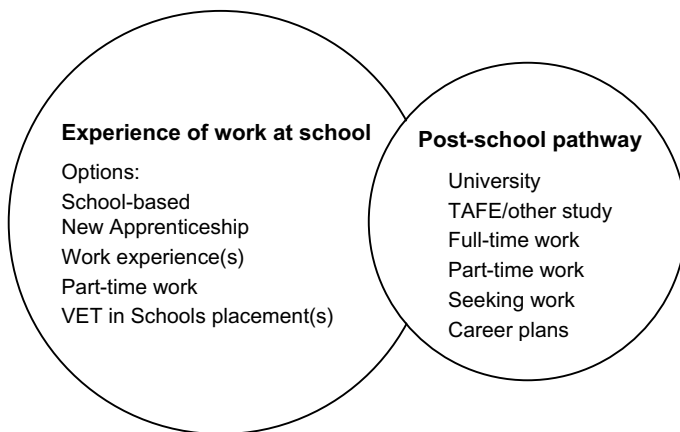 Experience of work at school
Options:
School-based
New Apprenticeship
Work experience(s)
Part-time work
VET in Schools placement(s)
Post-school pathway
University
TAFE/other study
Full-time work
Part-time work
Seeking work
Career plans